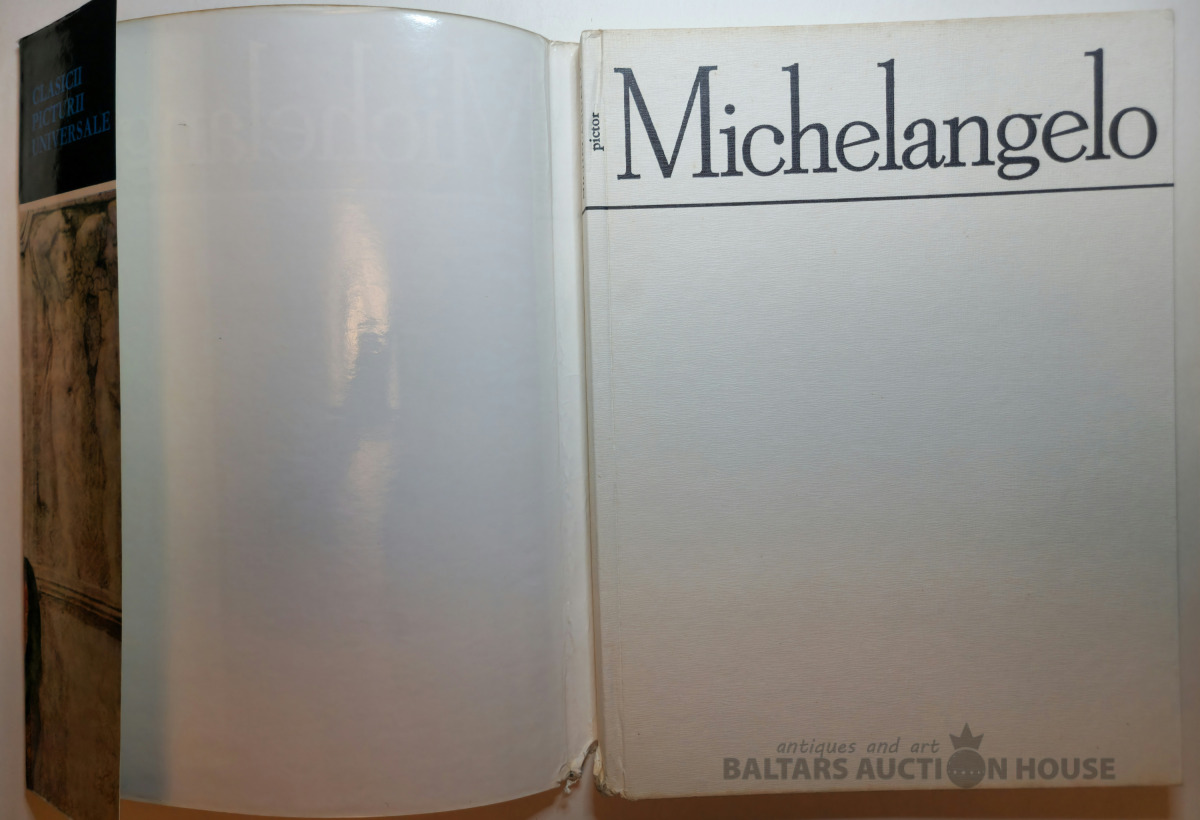 CLASICII
PICTURII
UNIVERSALE
pictor
Michelangelo
antiques and art
BALTARS AUCTION HOUSE